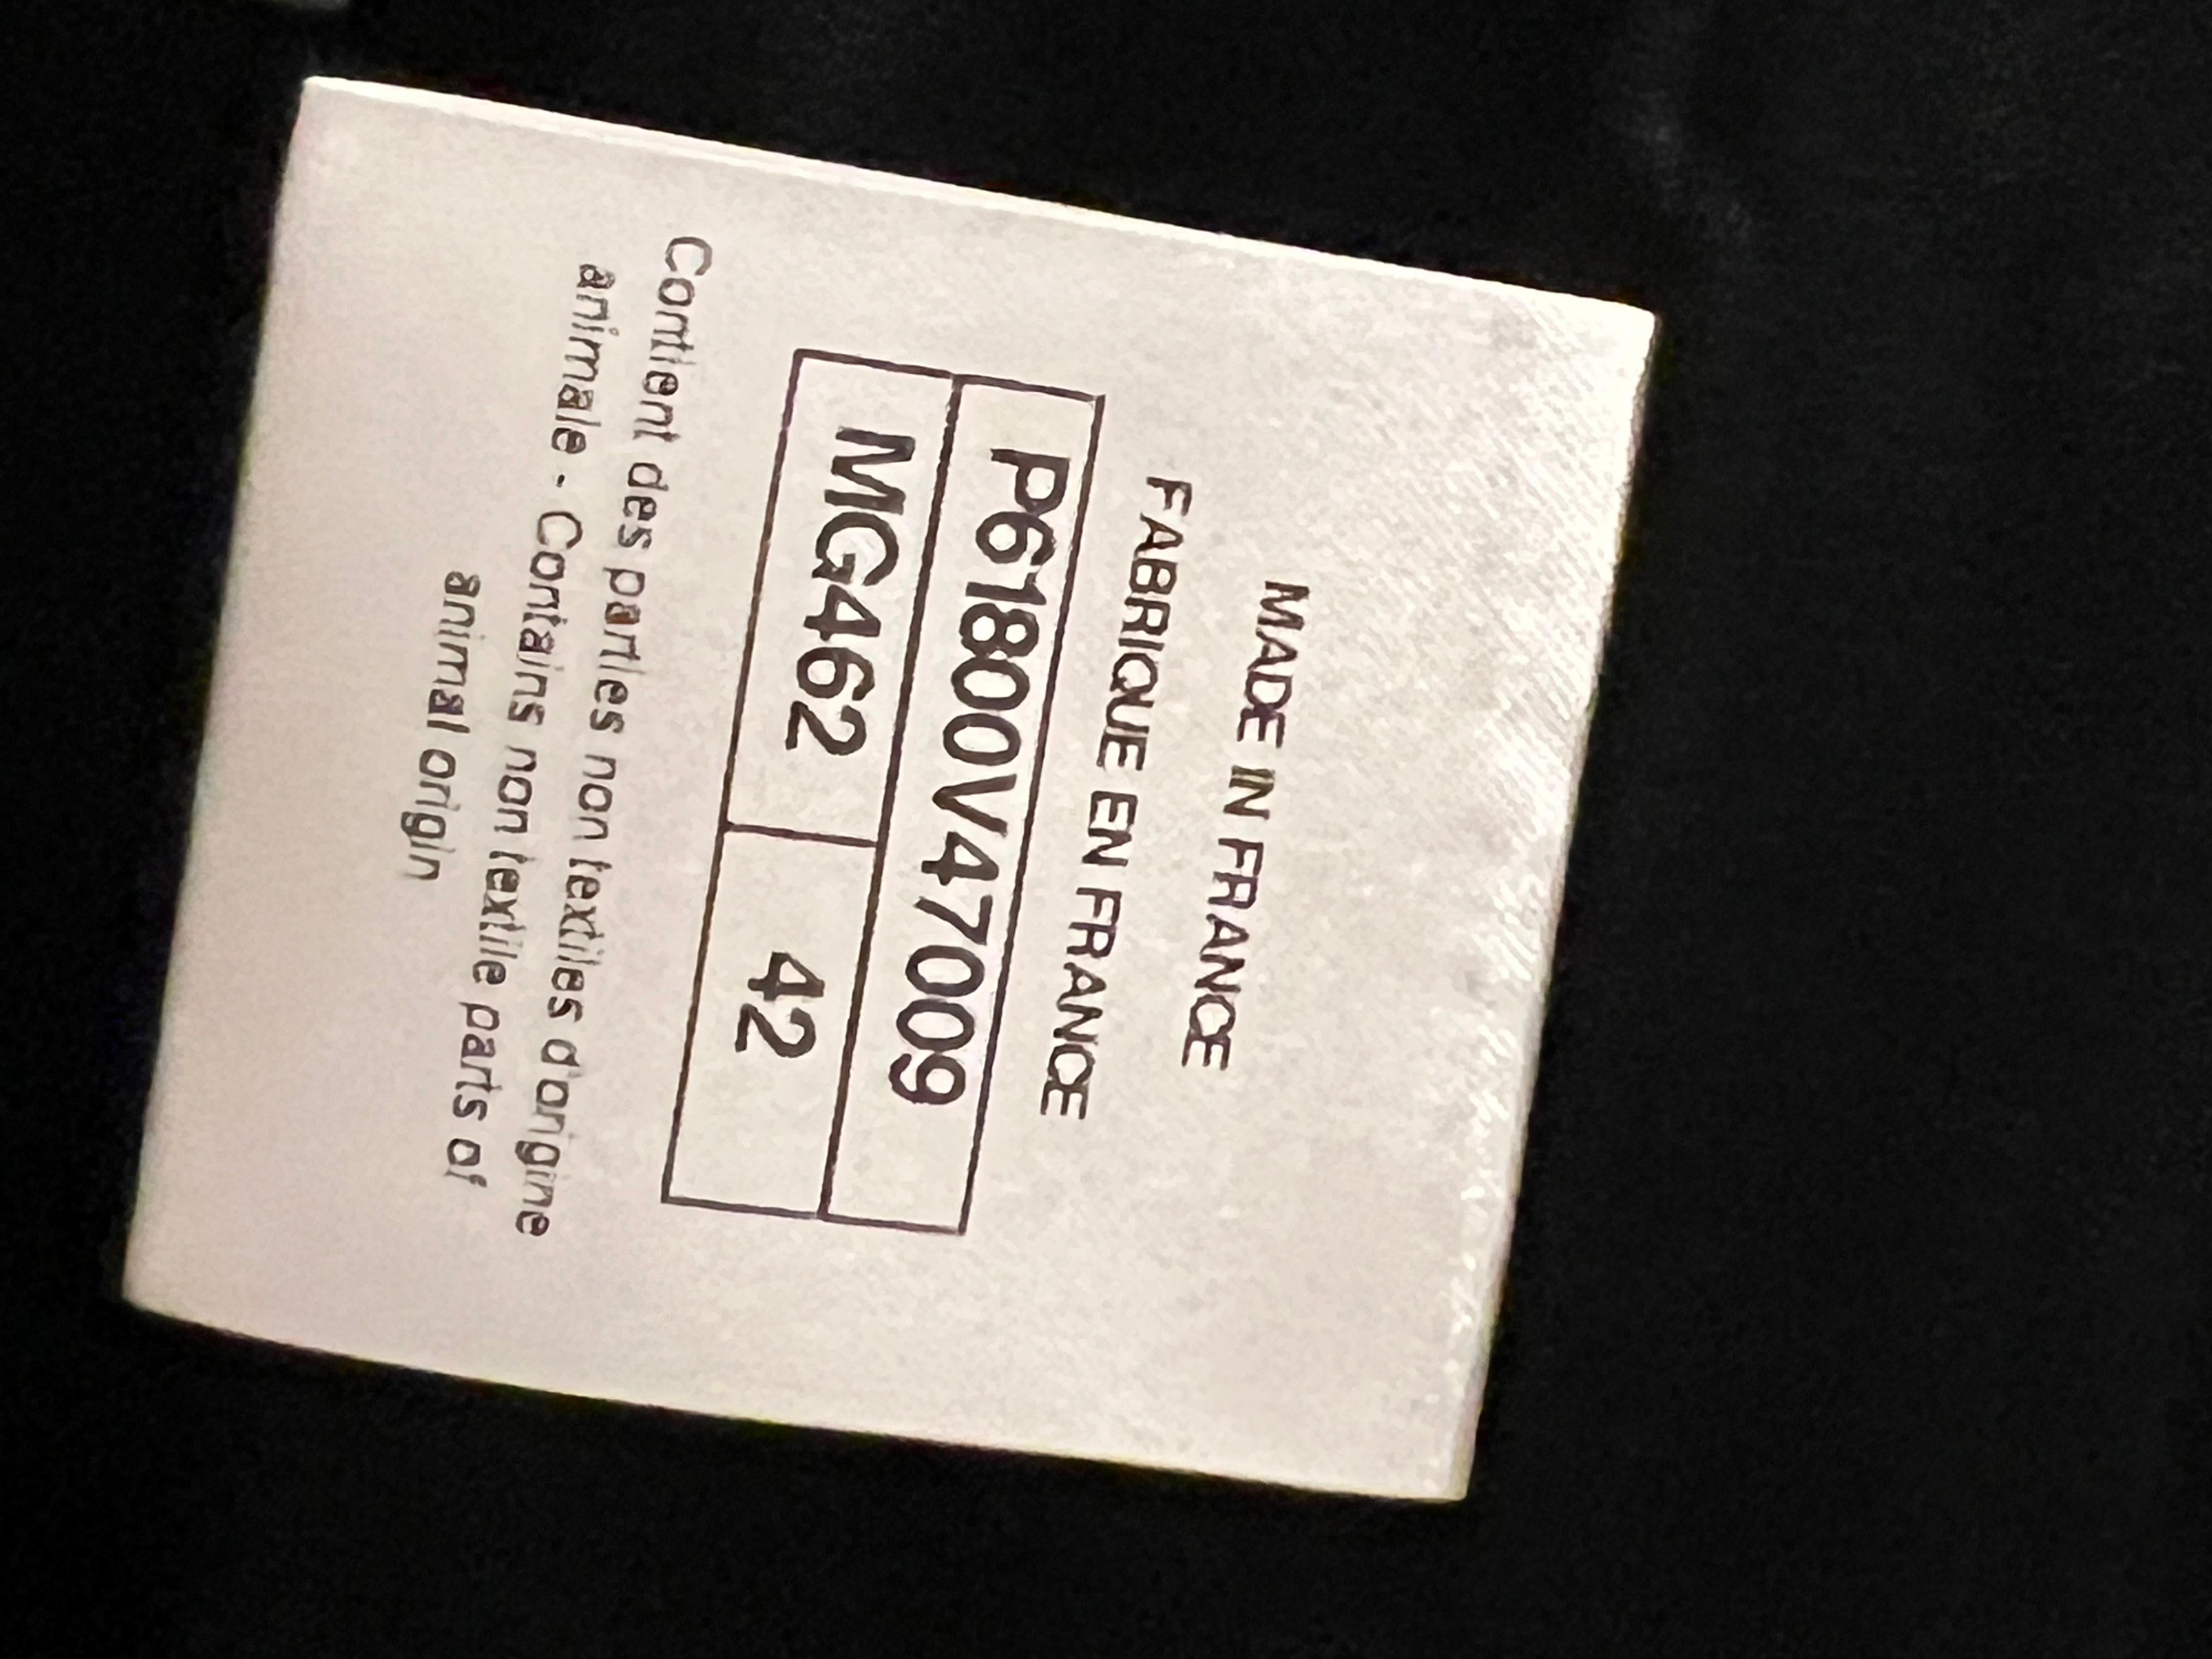 MADE IN FRANCE
FABRIQUE EN FRANCE
P61800V47009
MG462 42
Contient des parties non textiles d'origine
animale - Contains non textile parts of
animal origin